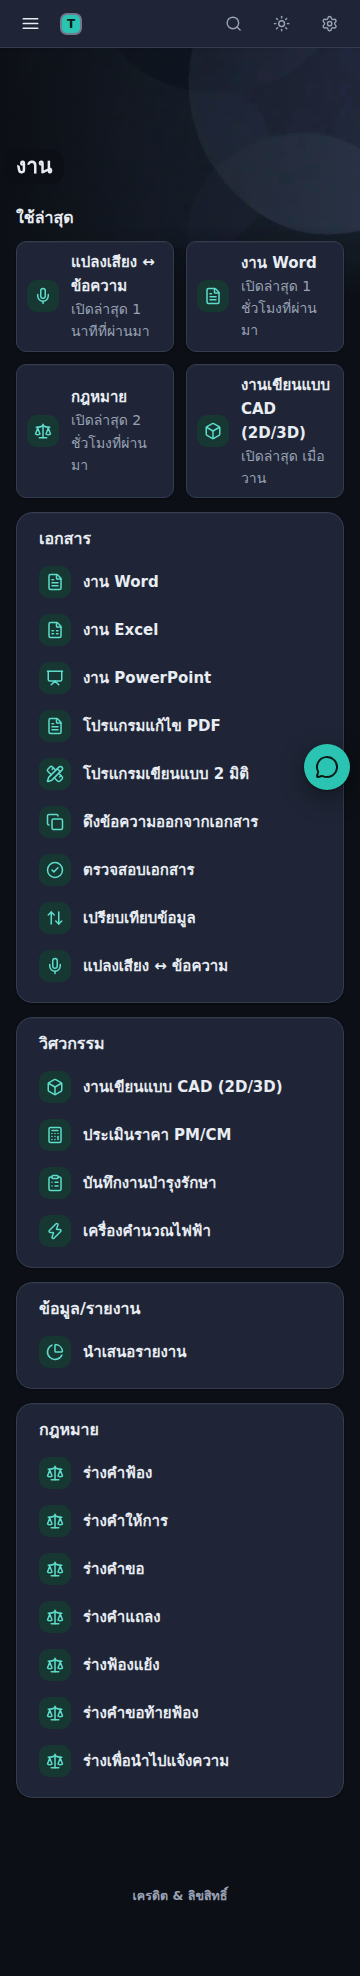 T
งาน
ใช้ล่าสุด
แปลงเสียง ↔
ข้อความ
เปิดล่าสุด 1
นาทีที่ผ่านมา
งาน Word
เปิดล่าสุด 1
ชั่วโมงที่ผ่าน
มา
กฎหมาย
เปิดล่าสุด 2
ชั่วโมงที่ผ่าน
มา
งานเขียนแบบ
CAD
(2D/3D)
เปิดล่าสุด เมื่อ
วาน
เอกสาร
งาน Word
งาน Excel
งาน PowerPoint
โปรแกรมแก้ไข PDF
โปรแกรมเขียนแบบ 2 มิติ
ดึงข้อความออกจากเอกสาร
ตรวจสอบเอกสาร
เปรียบเทียบข้อมูล
แปลงเสียง ↔ ข้อความ
วิศวกรรม
งานเขียนแบบ CAD (2D/3D)
ประเมินราคา PM/CM
บันทึกงานบำรุงรักษา
เครื่องคำนวณไฟฟ้า
ข้อมูล/รายงาน
นำเสนอรายงาน
กฎหมาย
ร่างคำฟ้อง
ร่างคำให้การ
ร่างคำขอ
ร่างคำแถลง
ร่างฟ้องแย้ง
ร่างคำขอท้ายฟ้อง
ร่างเพื่อนำไปแจ้งความ
เครดิต & ลิขสิทธิ์